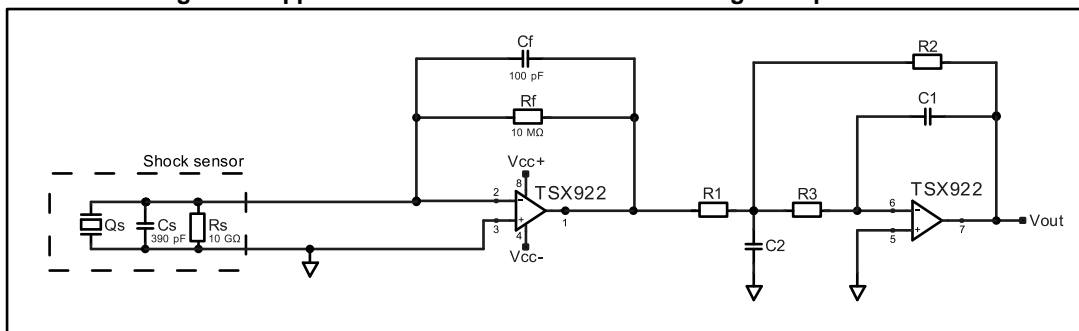 Cf
100 pF
Rf
10 MΩ
R2
C1
Shock sensor
Qs
Cs
390 pF
Rs
10 GΩ
Vcc+
8
TSX922
2
3
1
4
Vcc-
R1
R3
C2
TSX922
6
5
7
Vout